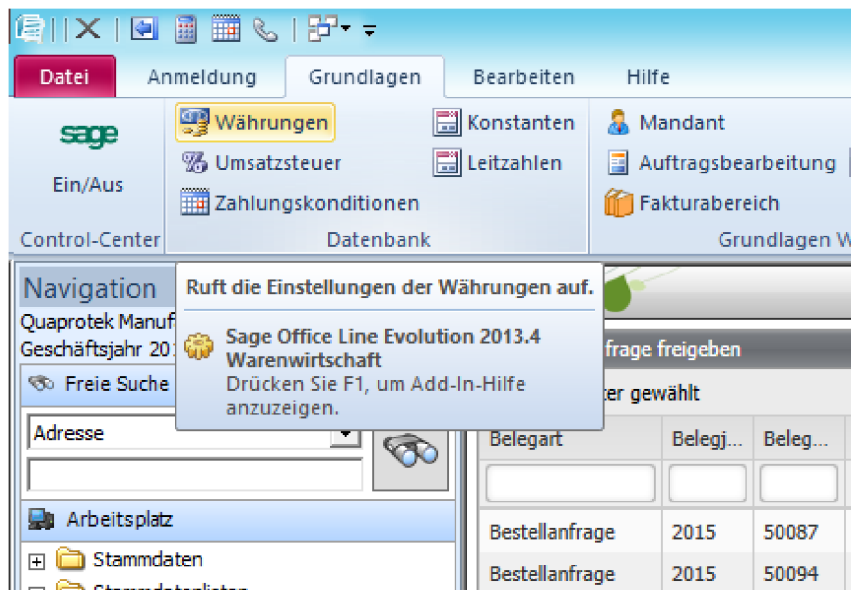 Datei Anmeldung Grundlagen Bearbeiten Hilfe
sage
Ein/Aus
Control-Center
Währungen
Umsatzsteuer
Zahlungskonditionen
Konstanten
Leitzahlen
Datenbank
Mandant
Auftragsbearbeitung
Fakturabereich
Grundlagen W
Navigation
Quaprotek Manuf
Geschäftsjahr 20
Ruft die Einstellungen der Währungen auf.
Sage Office Line Evolution 2013.4
Warenwirtschaft
Drücken Sie F1, um Add-In-Hilfe
anzuzeigen.
Freie Suche
Adresse
Arbeitsplatz
Stammdaten
Stammdatenlisten
frage freigeben
ter gewählt
Belegart Belegj... Beleg...
Bestellanfrage 2015 50087
Bestellanfrage 2015 50094